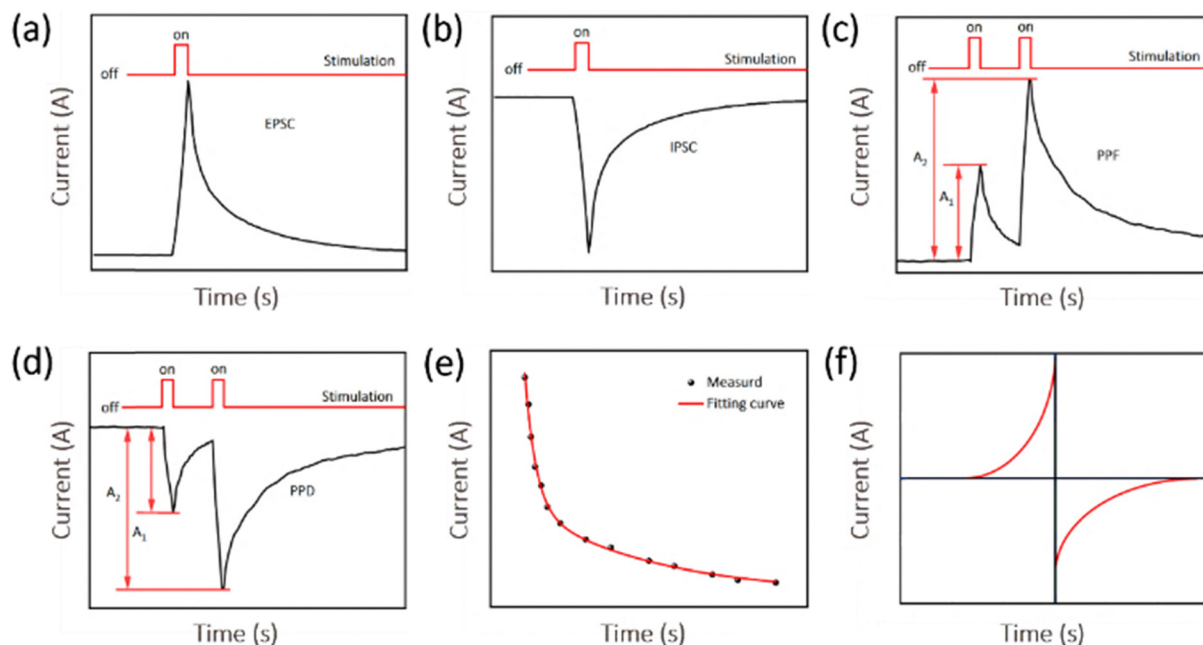 (a)
on
off
Stimulation
EPSC
Current (A)
Time (s)
(b)
on
off
Stimulation
IPSC
Current (A)
Time (s)
(c)
on on
off
Stimulation
A2
A1
PPF
Current (A)
Time (s)
(d)
on on
off
Stimulation
A2
A1
PPD
Current (A)
Time (s)
(e)
Measurd
Fitting curve
Current (A)
Time (s)
(f)
Current (A)
Time (s)